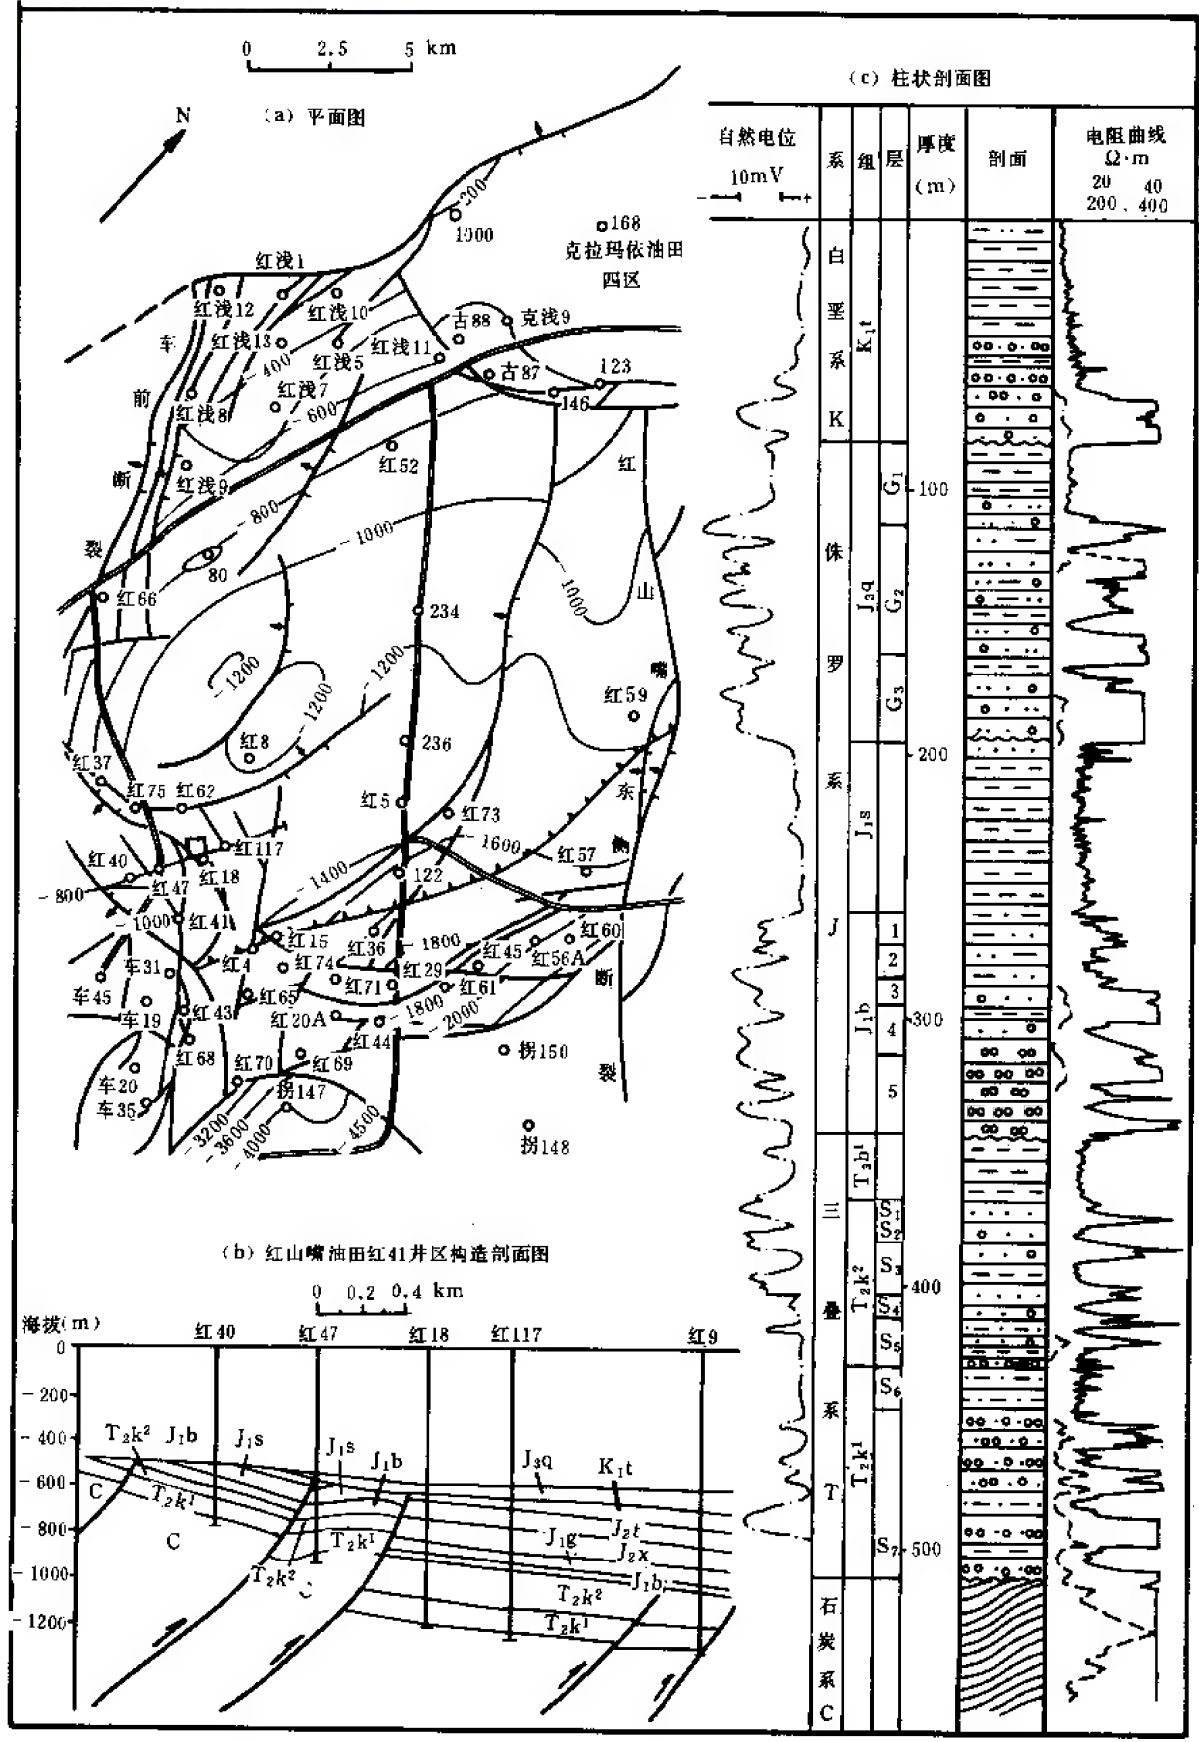 0 2.5 5 km
(a) 平面图
N
200
1000
168
克拉玛依油田
四区
红浅1
红浅12
红浅10
红浅13
红浅5
红浅11
古88
克浅9
古87
123
146
-400
-600
红浅7
红浅8
红浅9
红52
-800
-1000
80
红66
234
-1000
-1200
-1200
-1200
红59
红8
236
红37
红75
红62
红5
红73
红117
-1600
红57
红40
红47
红18
-1400
122
-800
-1000
红41
红15
红36
-1800
红45
红60
红56A
车31
红4
红74
红29
红71
红61
车45
车19
红43
红65
-1800
-2000
红20A
红44
红68
红70
红69
拐150
车20
车35
拐147
-3200
-3600
-4000
-4500
拐148
车
前
断
裂
红
山
嘴
东
侧
断
裂
(b) 红山嘴油田红41井区构造剖面图
0 0.2 0.4 km
海拔(m)
红40 红47 红18 红117 红9
0
-200
-400
-600
-800
-1000
-1200
T₂k² J₁b J₁s J₁s J₁b J₃q K₁t
C T₂k¹
C T₂k¹ J₁g J₂t
J₂x
T₂k² J₁b
T₂k²
T₂k¹
(c) 柱状剖面图
自然电位
10mV
- +
系 组 层
厚度
(m)
剖面
电阻曲线
Ω·m
20 40
200 400
白
垩
系
K
K₁t
侏
罗
系
J
J₃q
G₁
G₂
G₃
J₁s
J₁b
1
2
3
4
5
三
叠
系
T
T₃b¹
T₂k²
S₁
S₂
S₃
S₄
S₅
T₂k¹
S₆
S₇
石
炭
系
C
100
200
300
400
500